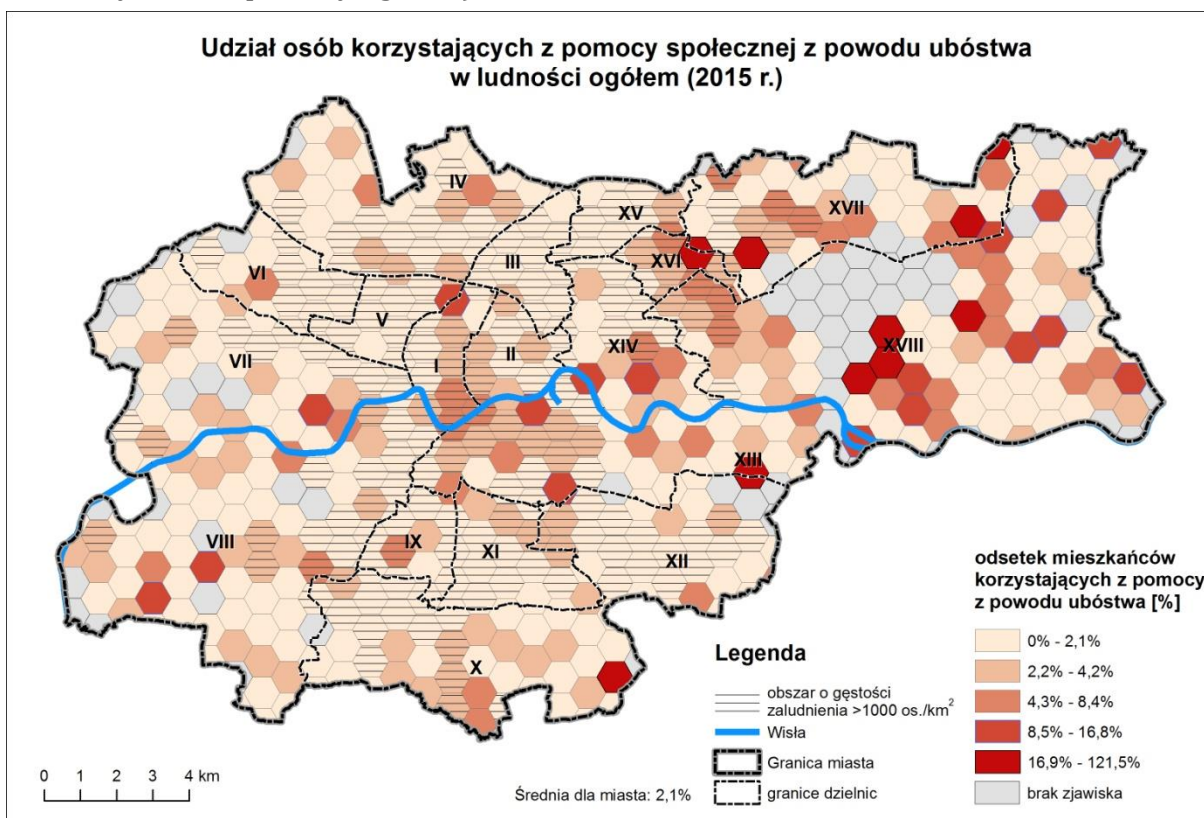 Udział osób korzystających z pomocy społecznej z powodu ubóstwa
w ludności ogółem (2015 r.)
IV
XV
XVII
III
XVI
VI
V
XIV
XVIII
VII
I
II
XIII
VIII
IX
XI
XII
X
odsetek mieszkańców
korzystających z pomocy
z powodu ubóstwa [%]
0% - 2,1%
2,2% - 4,2%
4,3% - 8,4%
8,5% - 16,8%
16,9% - 121,5%
brak zjawiska
Legenda
obszar o gęstości
zaludnienia >1000 os./km²
Wisła
Granica miasta
granice dzielnic
Średnia dla miasta: 2,1%
0 1 2 3 4 km